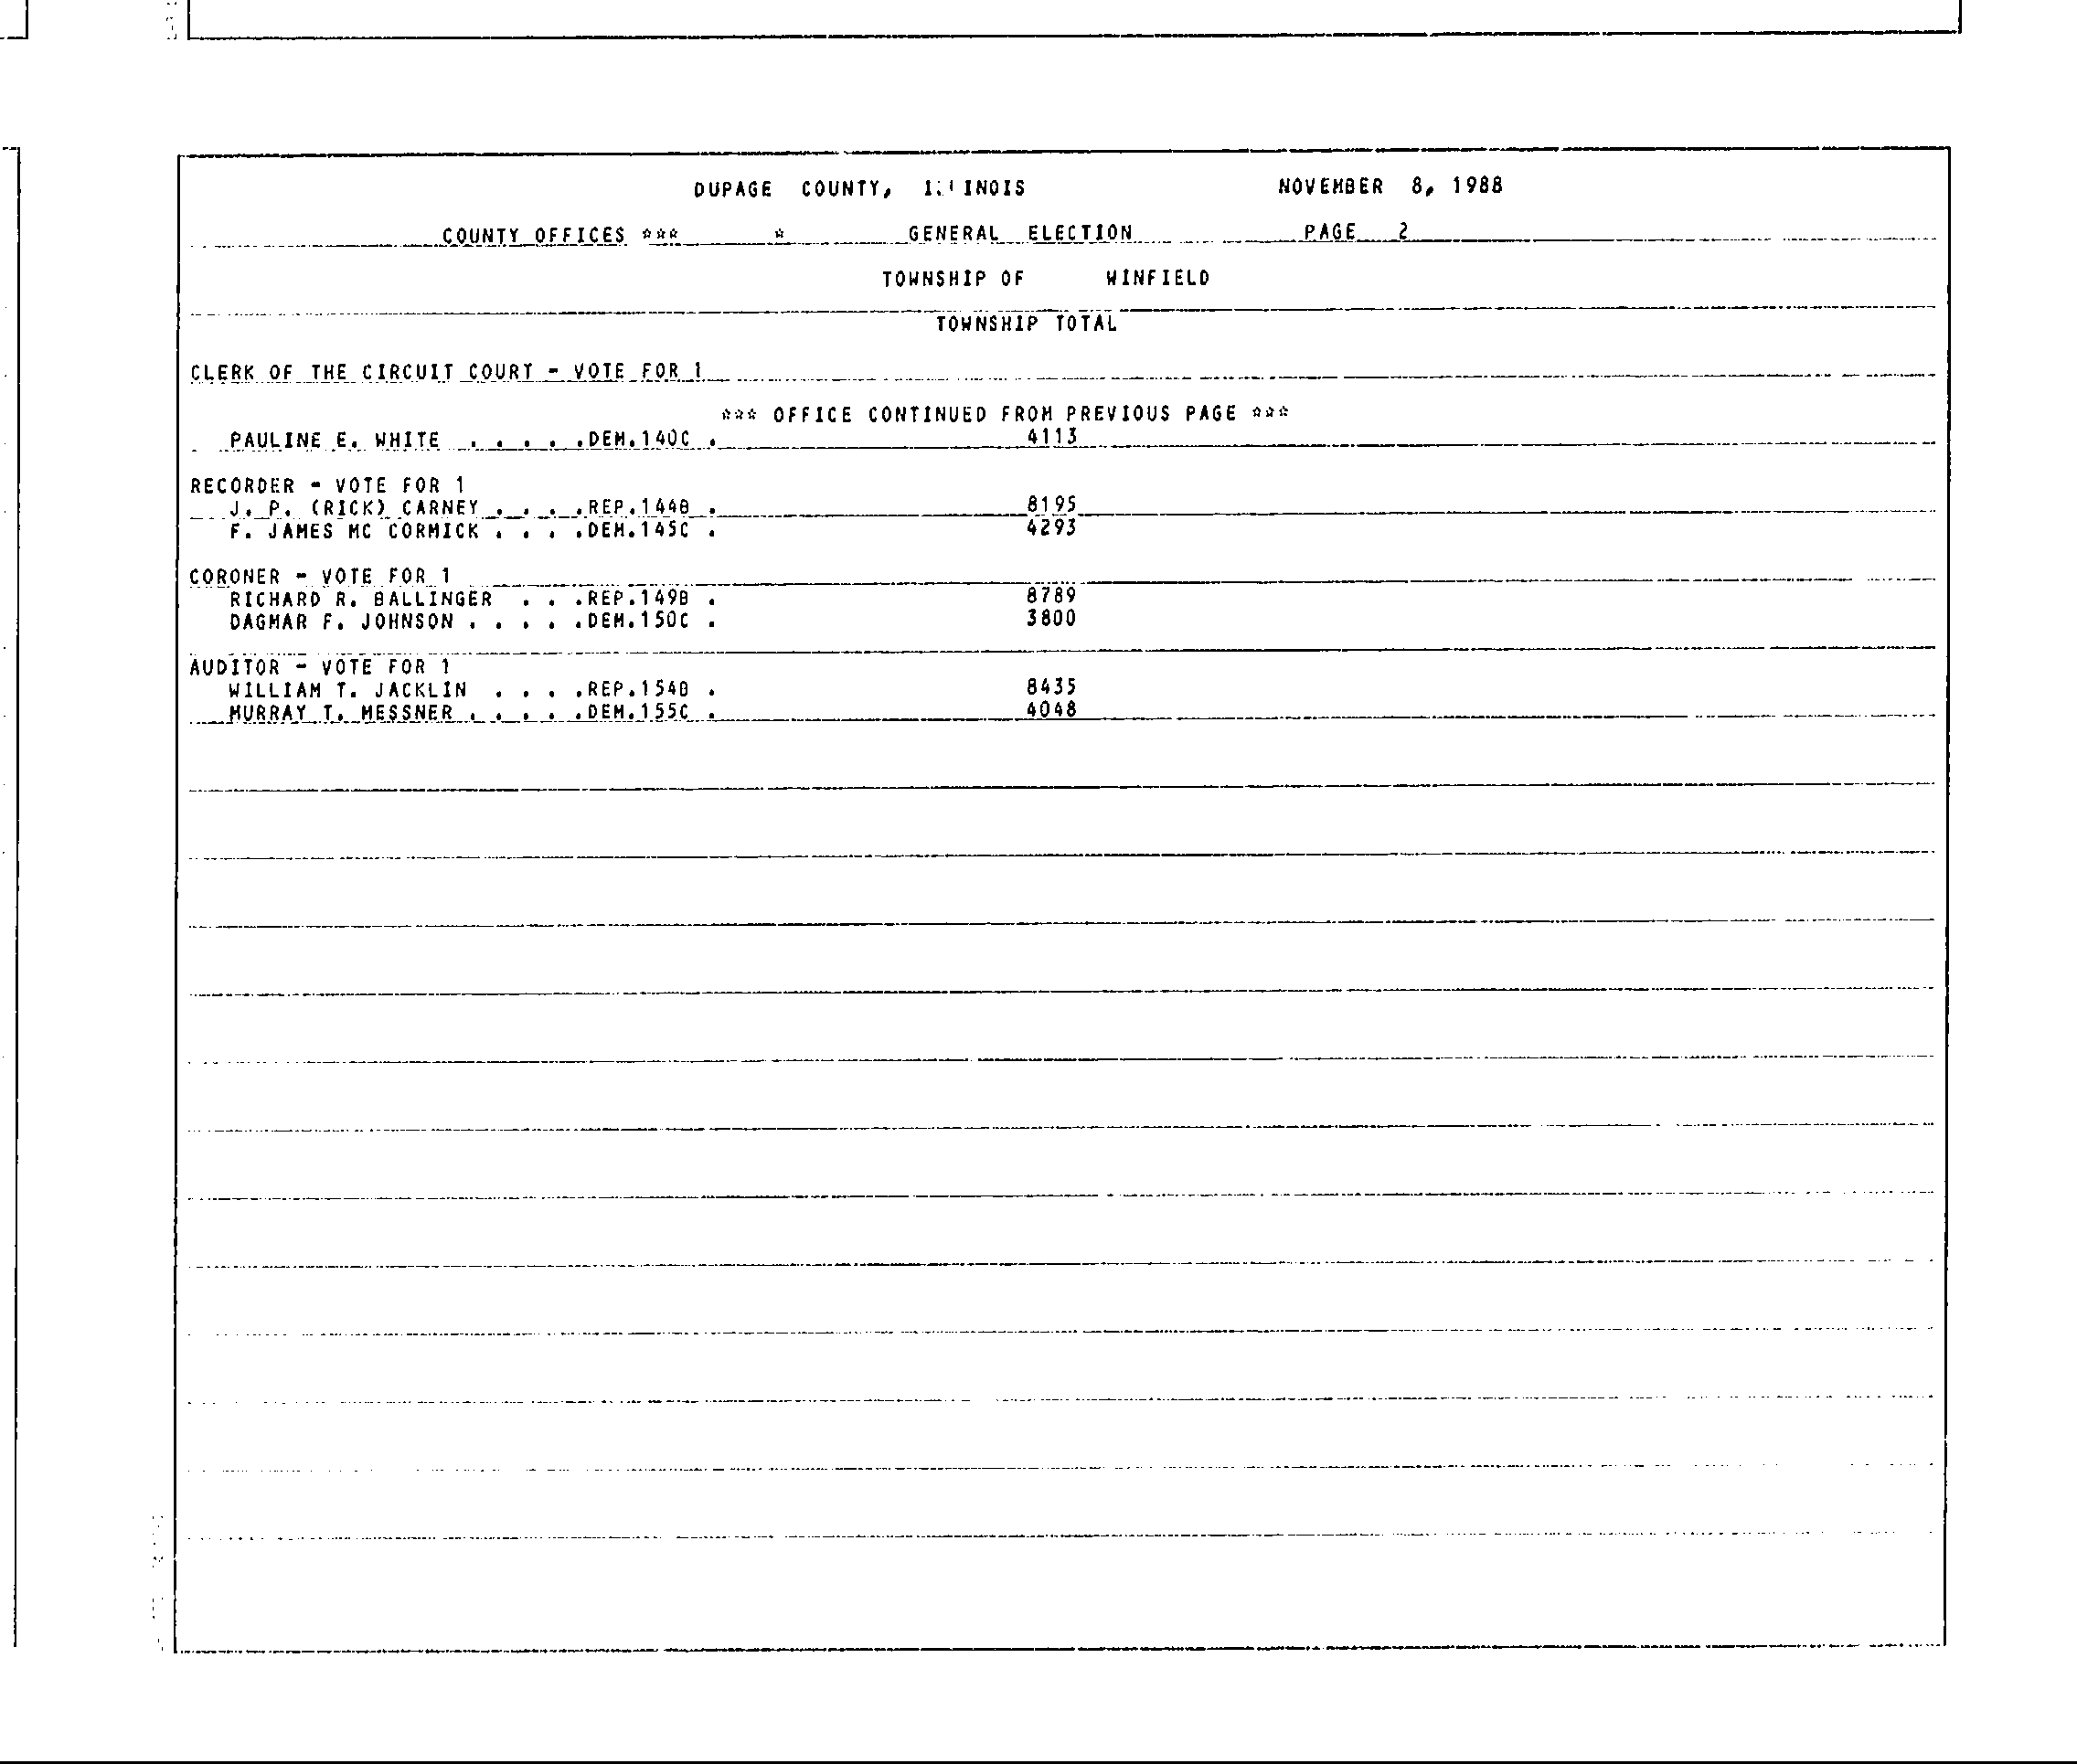 DUPAGE COUNTY, ILLINOIS NOVEMBER 8, 1988
COUNTY OFFICES *** * GENERAL ELECTION PAGE 2
TOWNSHIP OF WINFIELD
TOWNSHIP TOTAL
CLERK OF THE CIRCUIT COURT - VOTE FOR 1
*** OFFICE CONTINUED FROM PREVIOUS PAGE ***
PAULINE E. WHITE . . . . .DEM.140C . 4113
RECORDER - VOTE FOR 1
J. P. (RICK) CARNEY . . . .REP.144B . 8195
F. JAMES MC CORMICK . . . .DEM.145C . 4293
CORONER - VOTE FOR 1
RICHARD R. BALLINGER . . .REP.149B . 8789
DAGMAR F. JOHNSON . . . . .DEM.150C . 3800
AUDITOR - VOTE FOR 1
WILLIAM T. JACKLIN . . . .REP.154B . 8435
MURRAY T. MESSNER . . . . .DEM.155C . 4048